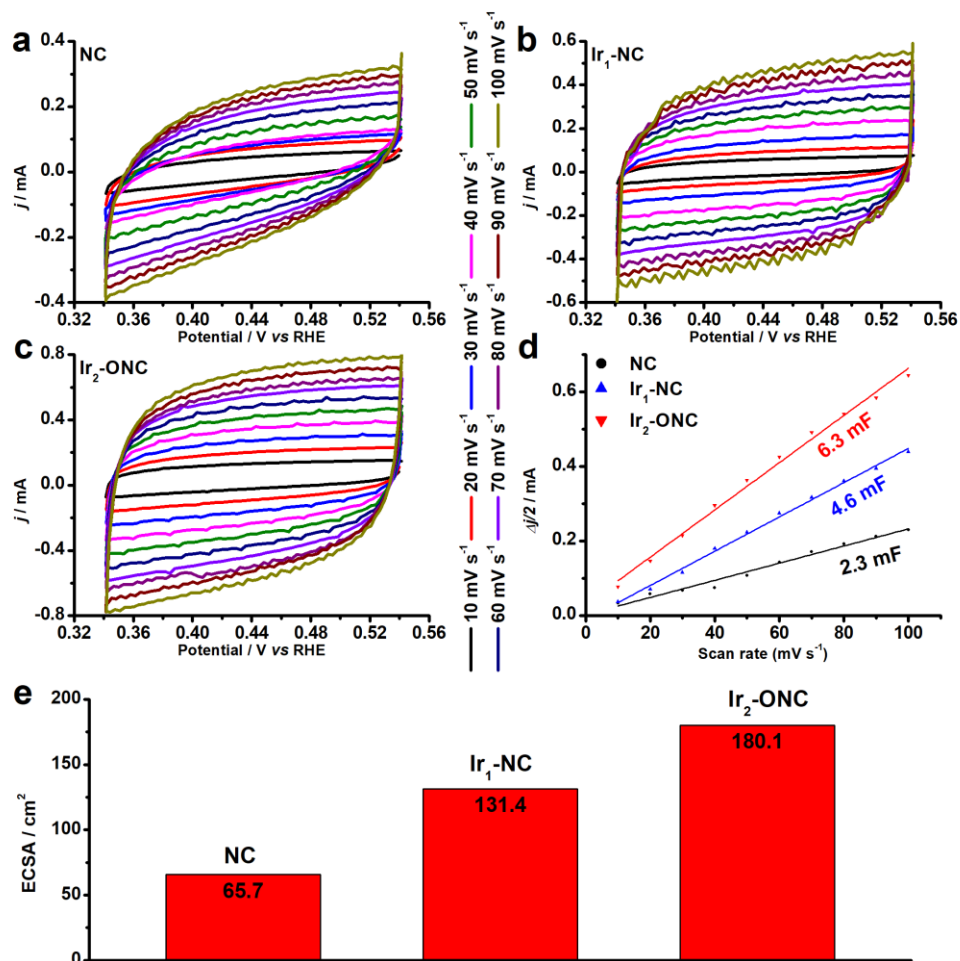 a
NC
j / mA
0.4
0.2
0.0
-0.2
-0.4
0.32 0.36 0.40 0.44 0.48 0.52 0.56
Potential / V vs RHE
10 mV s⁻¹ 20 mV s⁻¹ 30 mV s⁻¹ 40 mV s⁻¹ 50 mV s⁻¹
60 mV s⁻¹ 70 mV s⁻¹ 80 mV s⁻¹ 90 mV s⁻¹ 100 mV s⁻¹
b
Ir₁-NC
j / mA
0.6
0.4
0.2
0.0
-0.2
-0.4
-0.6
0.32 0.36 0.40 0.44 0.48 0.52 0.56
Potential / V vs RHE
c
Ir₂-ONC
j / mA
0.8
0.4
0.0
-0.4
-0.8
0.32 0.36 0.40 0.44 0.48 0.52 0.56
Potential / V vs RHE
d
NC
Ir₁-NC
Ir₂-ONC
Δj/2 / mA
0.6
0.4
0.2
0.0
6.3 mF
4.6 mF
2.3 mF
0 20 40 60 80 100
Scan rate (mV s⁻¹)
e
ECSA / cm²
200
150
100
50
0
NC
65.7
Ir₁-NC
131.4
Ir₂-ONC
180.1